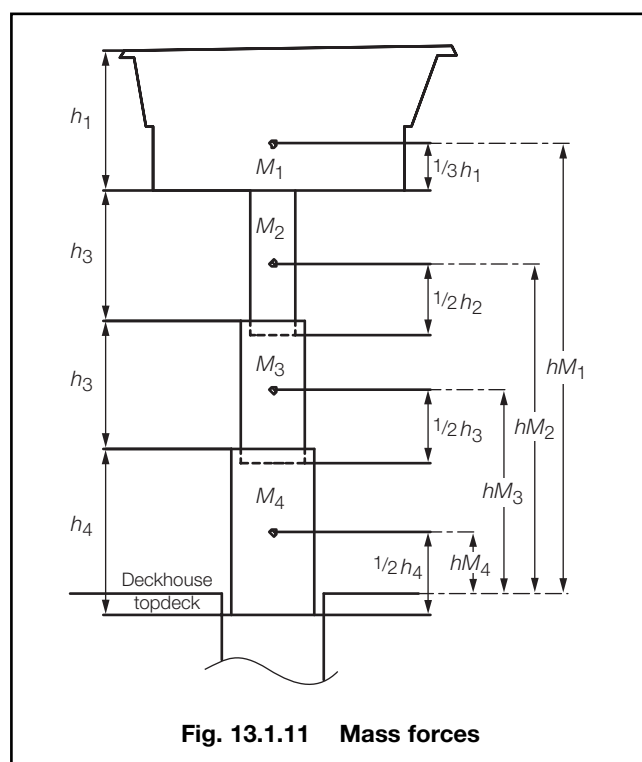 h1
M1
1/3 h1
M2
h3
1/2 h2
hM1
M3
h3
hM2
1/2 h3
hM3
M4
h4
hM4
1/2 h4
Deckhouse
topdeck
Fig. 13.1.11 Mass forces